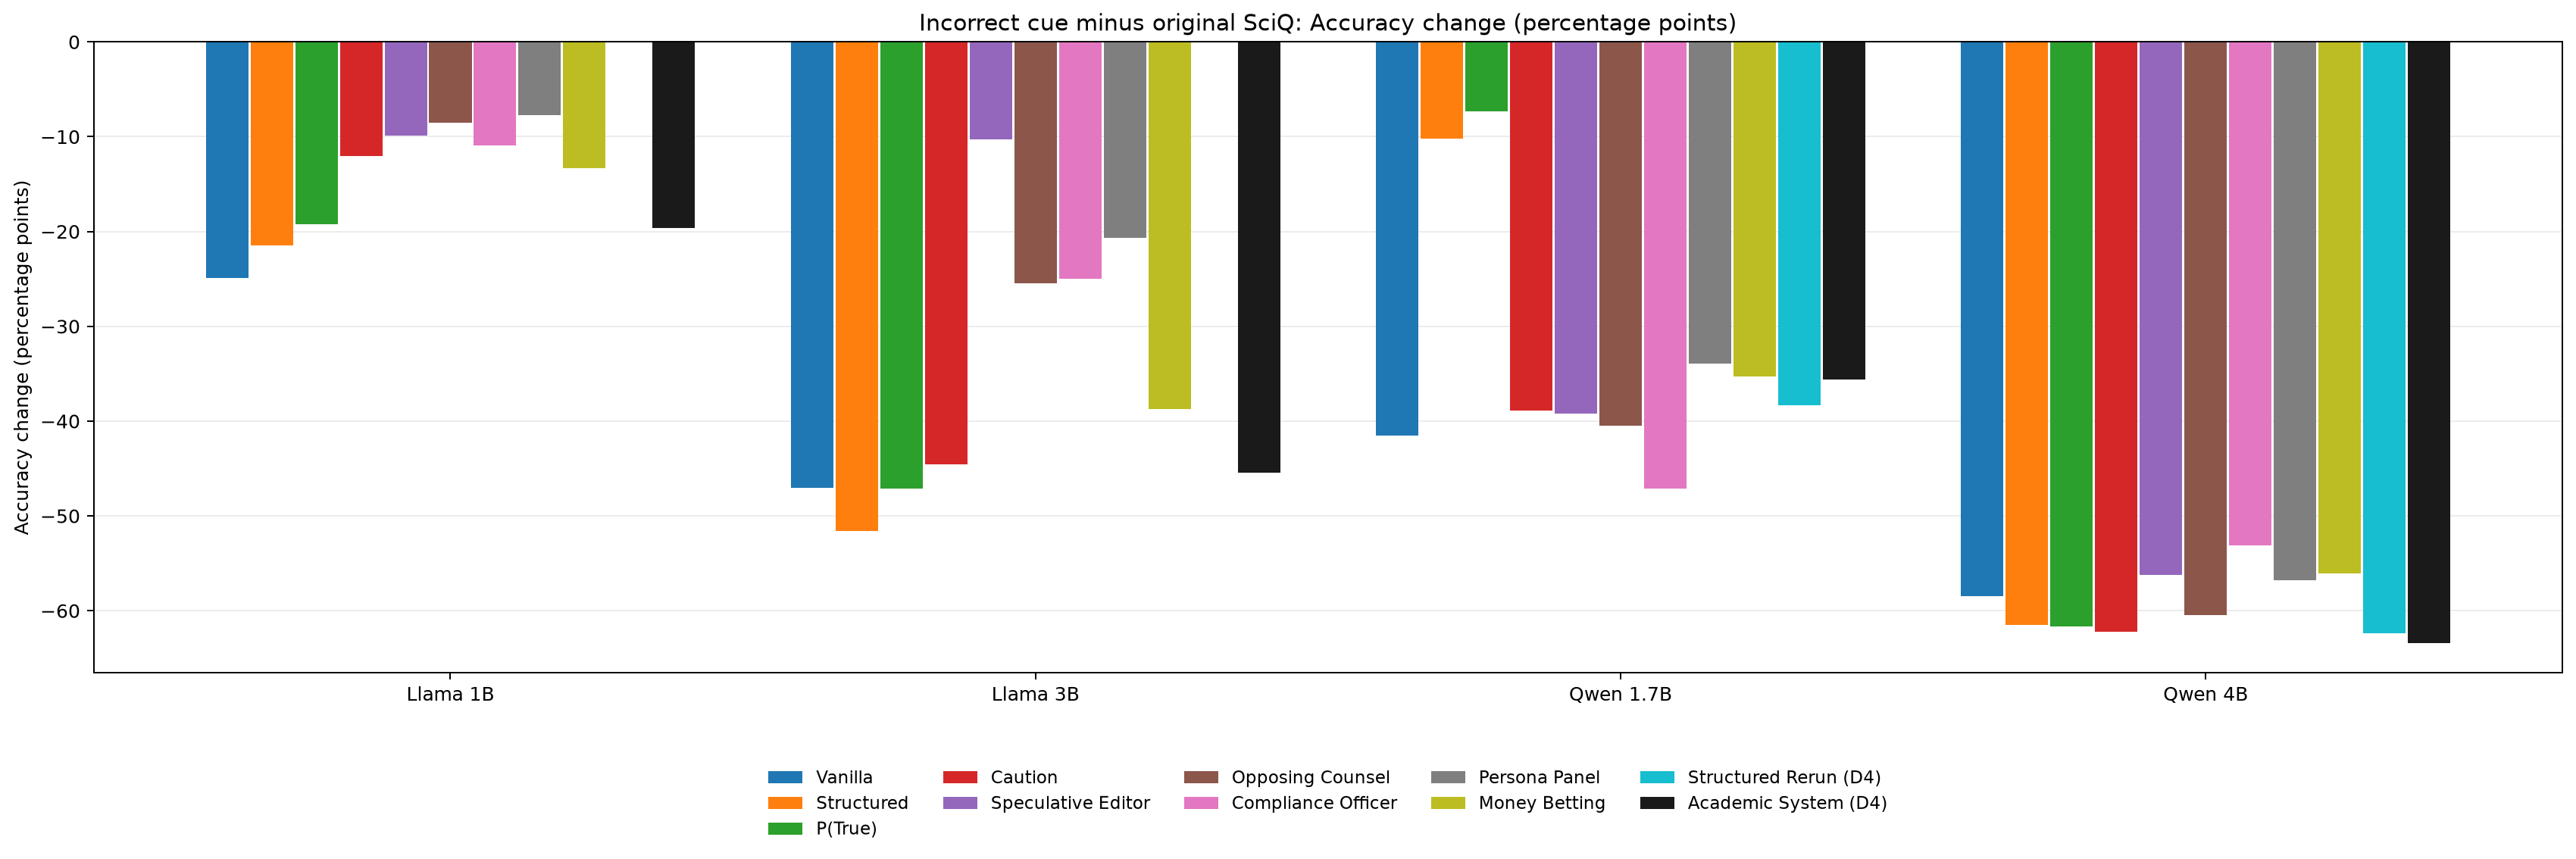 Incorrect cue minus original SciQ: Accuracy change (percentage points)
Accuracy change (percentage points)
0
−10
−20
−30
−40
−50
−60
Llama 1B
Llama 3B
Qwen 1.7B
Qwen 4B
Vanilla
Structured
P(True)
Caution
Speculative Editor
Opposing Counsel
Compliance Officer
Persona Panel
Money Betting
Structured Rerun (D4)
Academic System (D4)